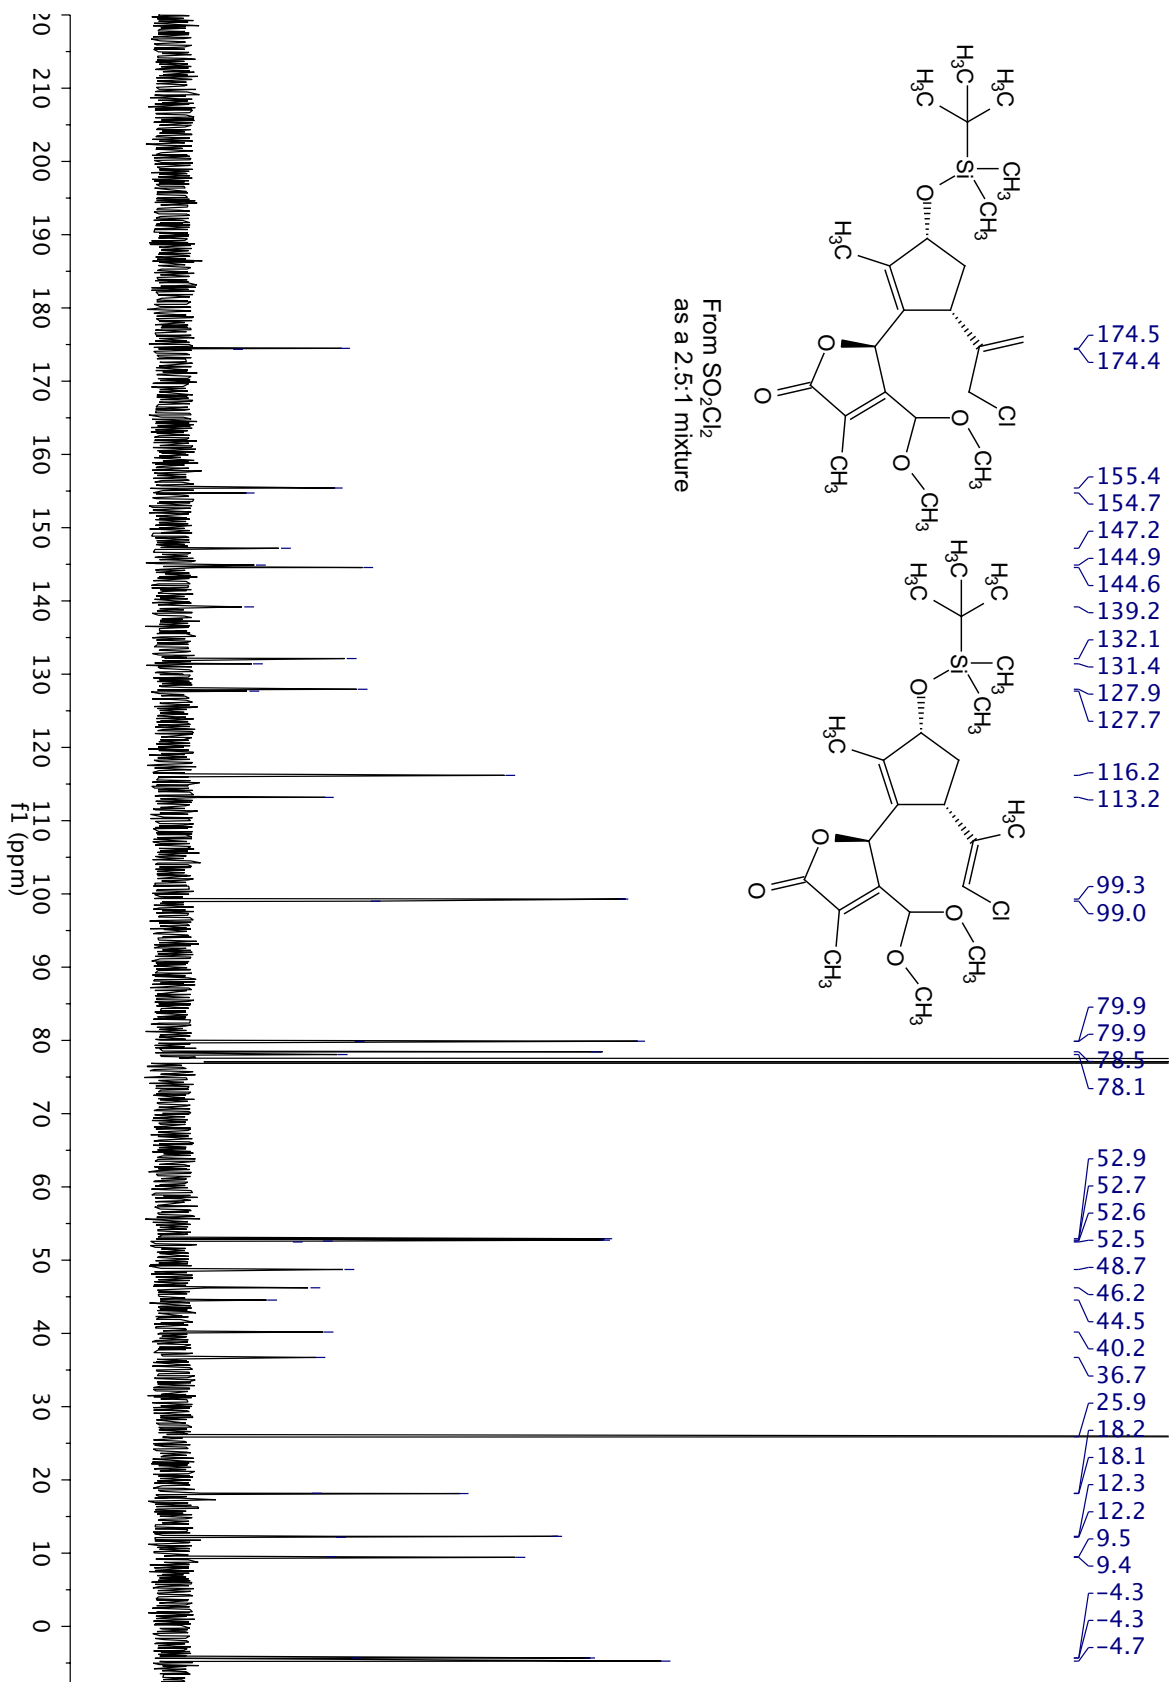 H₃C
H₃C
CH₃
H₃C
Si
CH₃
O
H₃C
Cl
O
CH₃
O
O
O
CH₃
CH₃
From SO₂Cl₂
as a 2.5:1 mixture
H₃C
H₃C
CH₃
H₃C
Si
CH₃
O
H₃C
H₃C
Cl
O
CH₃
O
O
O
CH₃
CH₃
174.5
174.4
155.4
154.7
147.2
144.9
144.6
139.2
132.1
131.4
127.9
127.7
116.2
113.2
99.3
99.0
79.9
79.9
78.5
78.1
52.9
52.7
52.6
52.5
48.7
46.2
44.5
40.2
36.7
25.9
18.2
18.1
12.3
12.2
9.5
9.4
-4.3
-4.3
-4.7
20 210 200 190 180 170 160 150 140 130 120 110 100 90 80 70 60 50 40 30 20 10 0
f1 (ppm)